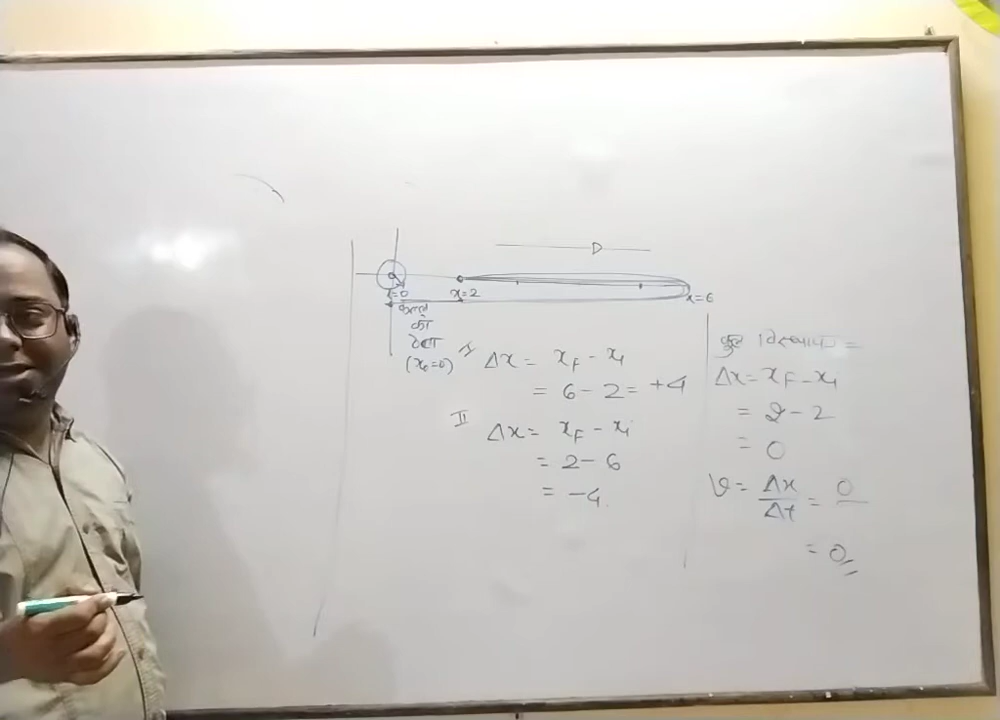 x=0
x=2
x=6
को
(x₀=0)
I Δx = x_F - x_i
= 6 - 2 = +4
II Δx = x_F - x_i
= 2 - 6
= -4
कुल विस्थापन =
Δx = x_F - x_i
= 2 - 2
= 0
v = Δx/Δt = 0
= 0